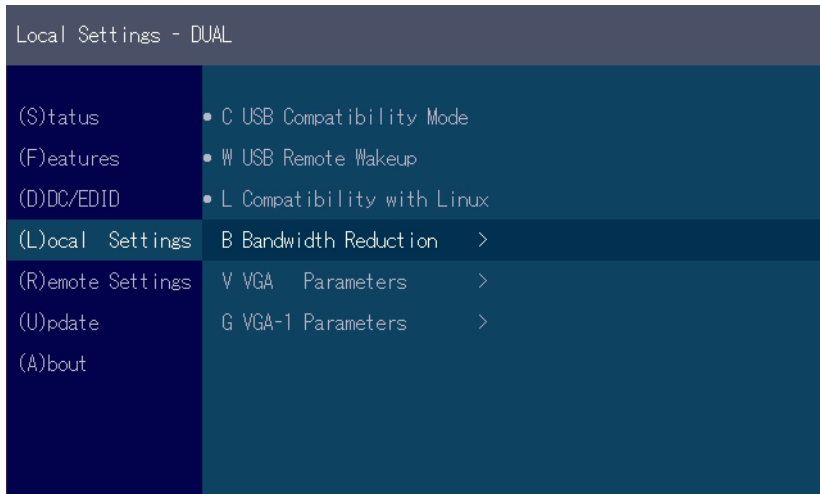 Local Settings - DUAL
(S)tatus
(F)eatures
(D)DC/EDID
(L)ocal Settings
(R)emote Settings
(U)pdate
(A)bout
• C USB Compatibility Mode
• W USB Remote Wakeup
• L Compatibility with Linux
B Bandwidth Reduction >
V VGA Parameters >
G VGA-1 Parameters >